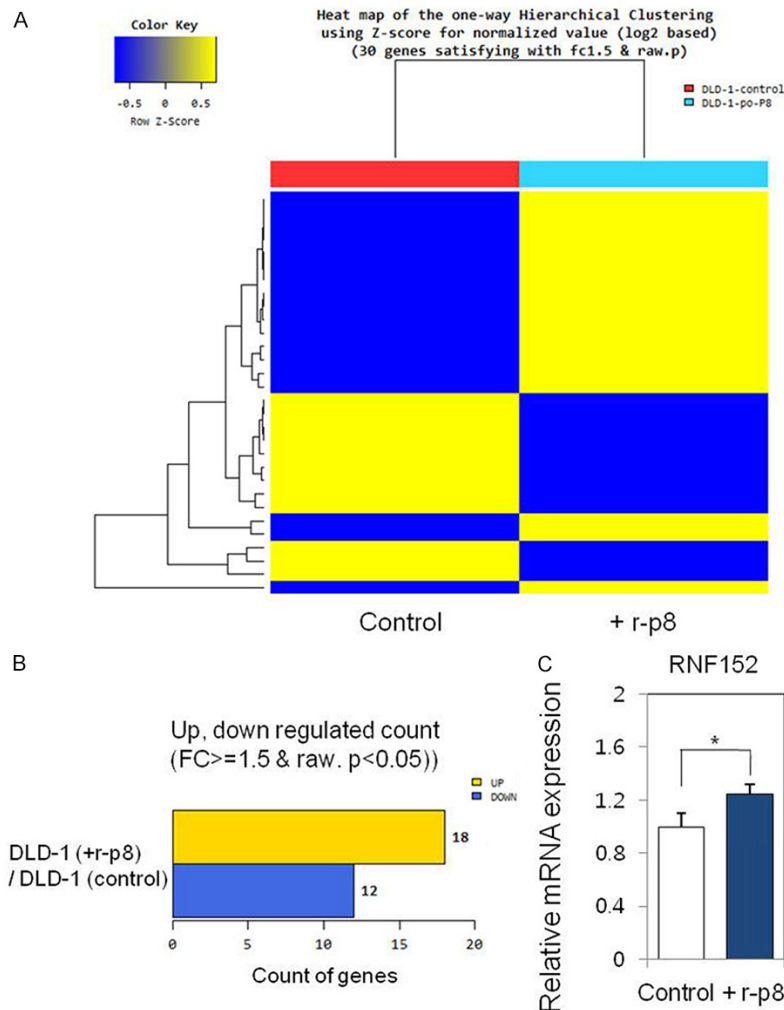 A
Heat map of the one-way Hierarchical Clustering
using Z-score for normalized value (log2 based)
(30 genes satisfying with fc1.5 & raw.p)
Color Key
-0.5 0 0.5
Row Z-Score
DLD-1-control
DLD-1-po-P8
Control + r-p8
B
Up, down regulated count
(FC>=1.5 & raw. p<0.05))
UP
DOWN
DLD-1 (+r-p8)
/ DLD-1 (control)
18
12
0 5 10 15 20
Count of genes
C
RNF152
Relative mRNA expression
2
1.6
1.2
0.8
0.4
0
*
Control + r-p8